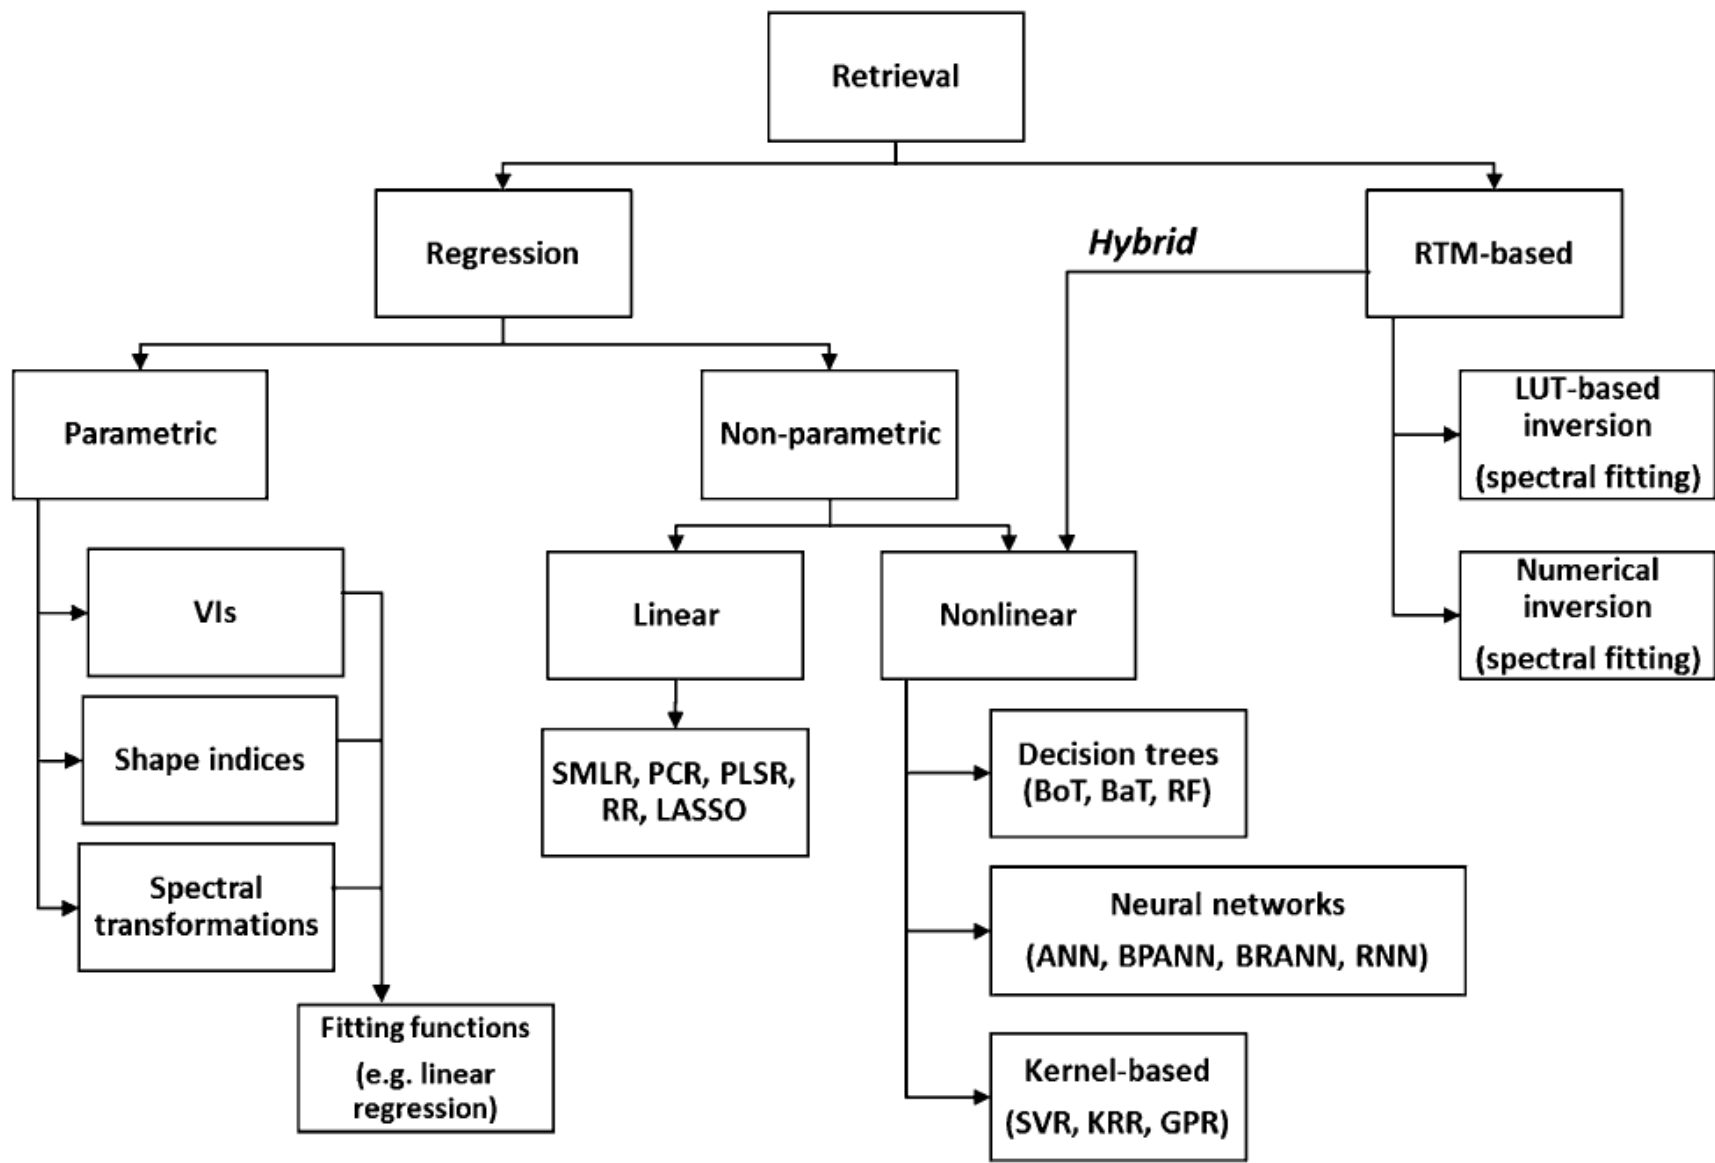 Retrieval
Regression
Hybrid
RTM-based
Parametric
Non-parametric
LUT-based
inversion
(spectral fitting)
VIs
Linear
Nonlinear
Numerical
inversion
(spectral fitting)
Shape indices
SMLR, PCR, PLSR,
RR, LASSO
Decision trees
(BoT, BaT, RF)
Spectral
transformations
Neural networks
(ANN, BPANN, BRANN, RNN)
Fitting functions
(e.g. linear
regression)
Kernel-based
(SVR, KRR, GPR)